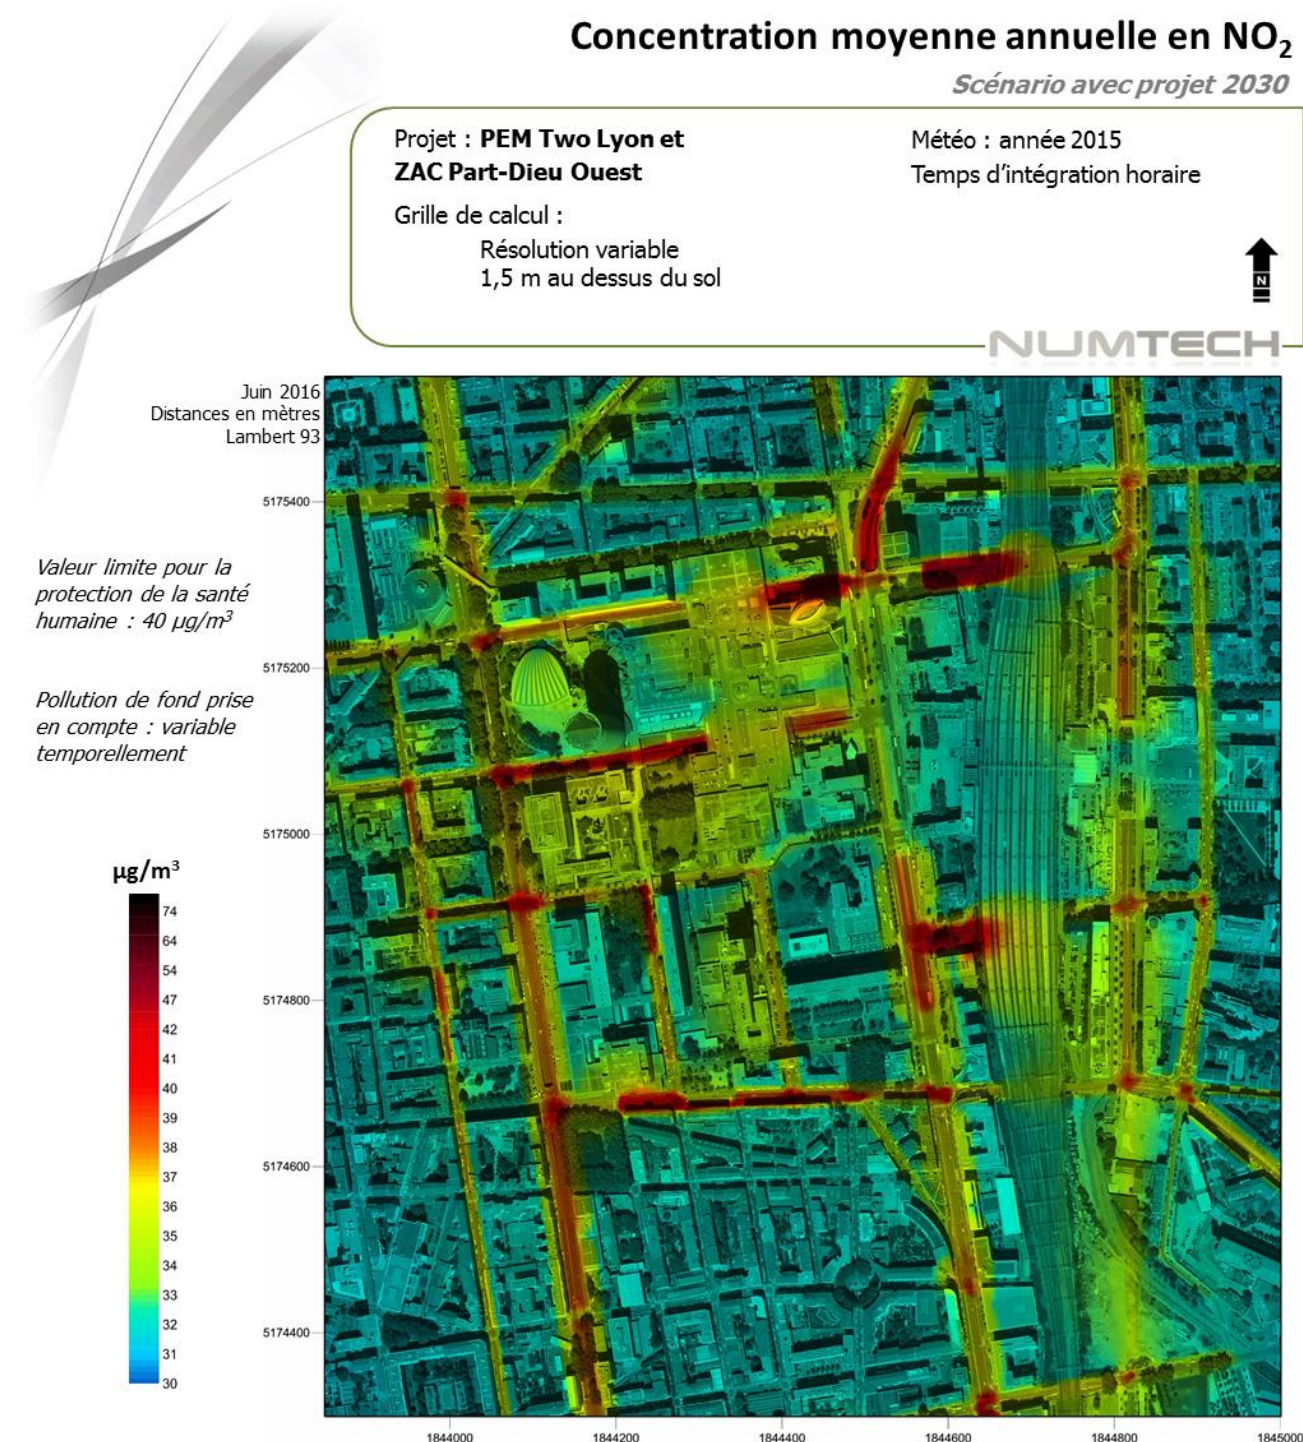 Concentration moyenne annuelle en NO₂
Scénario avec projet 2030
Projet : PEM Two Lyon et
ZAC Part-Dieu Ouest
Grille de calcul :
Résolution variable
1,5 m au dessus du sol
Météo : année 2015
Temps d’intégration horaire
N
NUMTECH
Juin 2016
Distances en mètres
Lambert 93
Valeur limite pour la
protection de la santé
humaine : 40 µg/m³
Pollution de fond prise
en compte : variable
temporellement
µg/m³
74
64
54
47
42
41
40
39
38
37
36
35
34
33
32
31
30
5175400
5175200
5175000
5174800
5174600
5174400
1844000
1844200
1844400
1844600
1844800
1845000